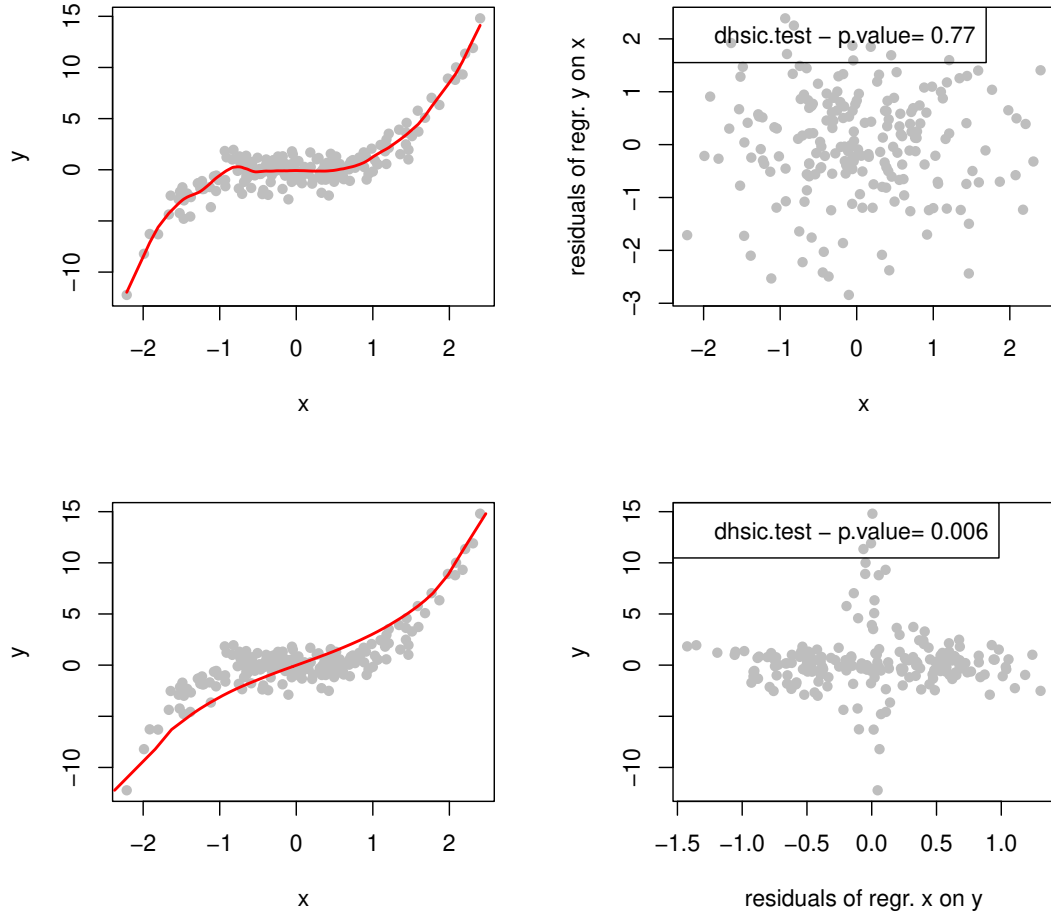 15
10
5
0
−10
y
−2 −1 0 1 2
x
dhsic.test − p.value= 0.77
2
1
0
−1
−2
−3
residuals of regr. y on x
−2 −1 0 1 2
x
15
10
5
0
−10
y
−2 −1 0 1 2
x
dhsic.test − p.value= 0.006
15
10
5
0
−10
y
−1.5 −1.0 −0.5 0.0 0.5 1.0
residuals of regr. x on y